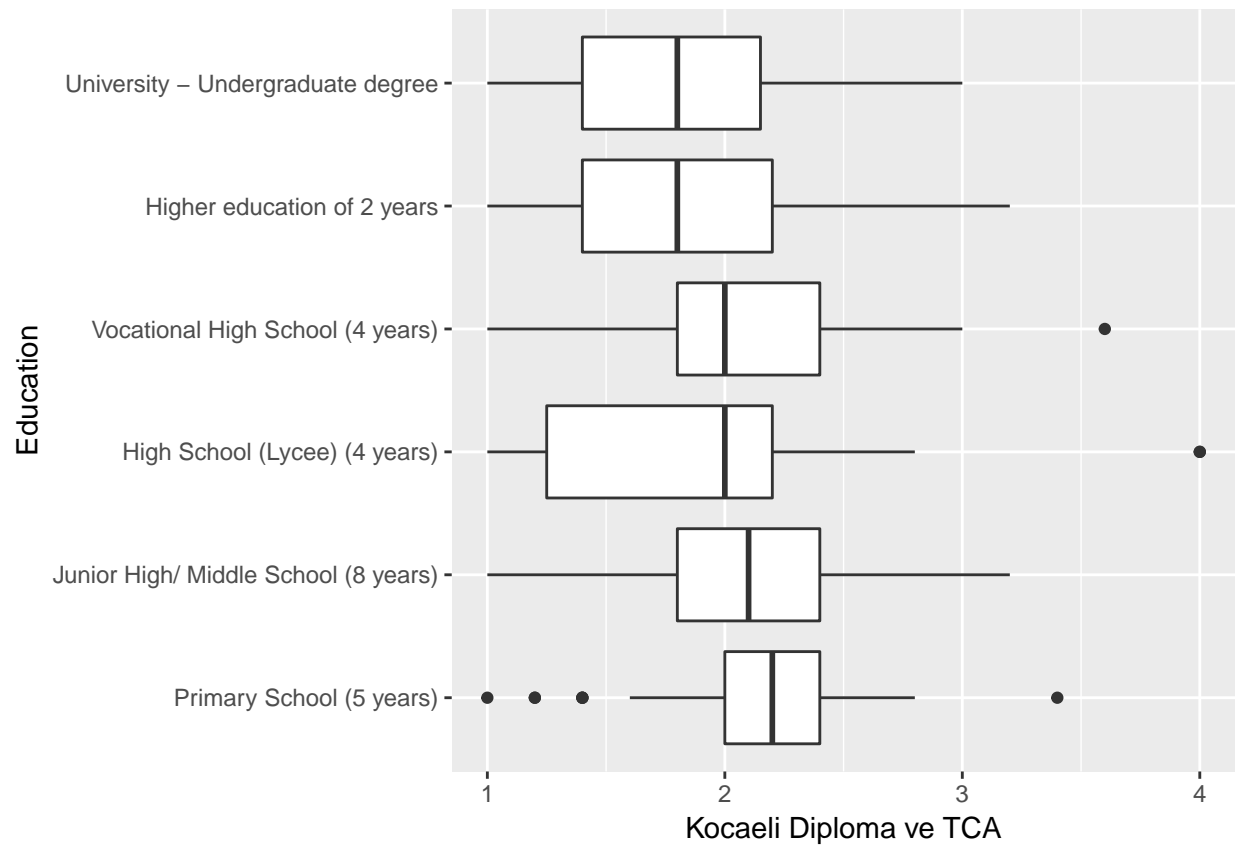 University – Undergraduate degree
Higher education of 2 years
Vocational High School (4 years)
High School (Lycee) (4 years)
Junior High/ Middle School (8 years)
Primary School (5 years)
Education
1 2 3 4
Kocaeli Diploma ve TCA